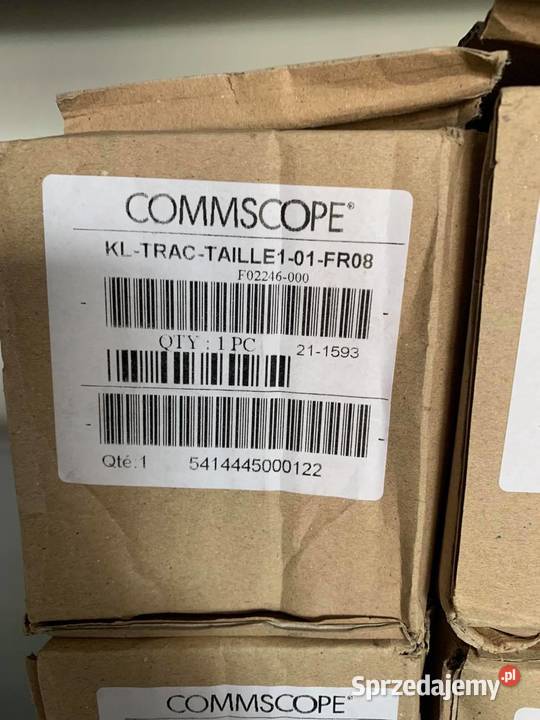 COMMSCOPE®
KL-TRAC-TAILLE1-01-FR08
F02246-000
QTY : 1 PC
21-1593
Qté.1
5414445000122
COMMSCOPE®
Sprzedajemy.pl